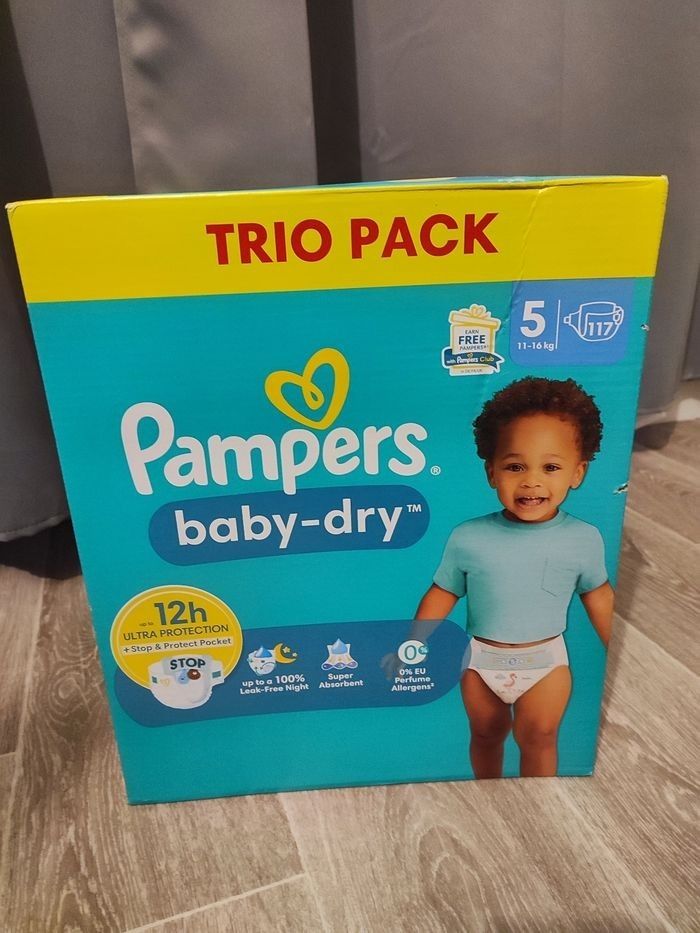 TRIO PACK
EARN
FREE
PAMPERS
with Pampers Club
5
11-16 kg
117
Pampers®
baby-dry™
up to 12h
ULTRA PROTECTION
+Stop & Protect Pocket
STOP
up to a 100%
Leak-Free Night
Super
Absorbent
0%
0% EU
Perfume
Allergens²